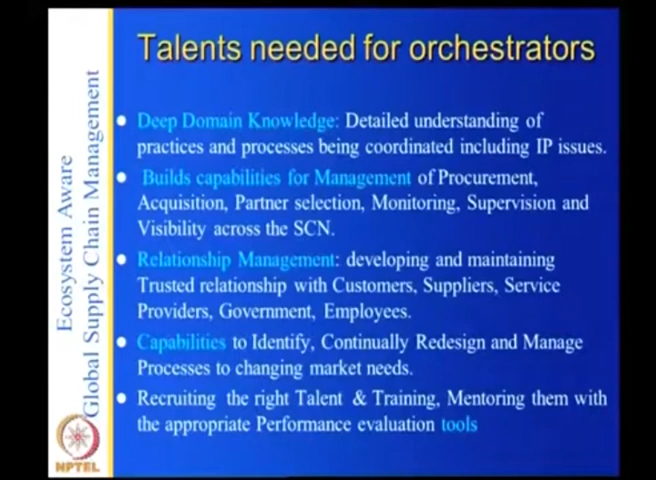 Talents needed for orchestrators
Deep Domain Knowledge: Detailed understanding of
practices and processes being coordinated including IP issues.
Builds capabilities for Management of Procurement,
Acquisition, Partner selection, Monitoring, Supervision and
Visibility across the SCN.
Relationship Management: developing and maintaining
Trusted relationship with Customers, Suppliers, Service
Providers, Government, Employees.
Capabilities to Identify, Continually Redesign and Manage
Processes to changing market needs.
Recruiting the right Talent & Training, Mentoring them with
the appropriate Performance evaluation tools
Ecosystem Aware
Global Supply Chain Management
NPTEL